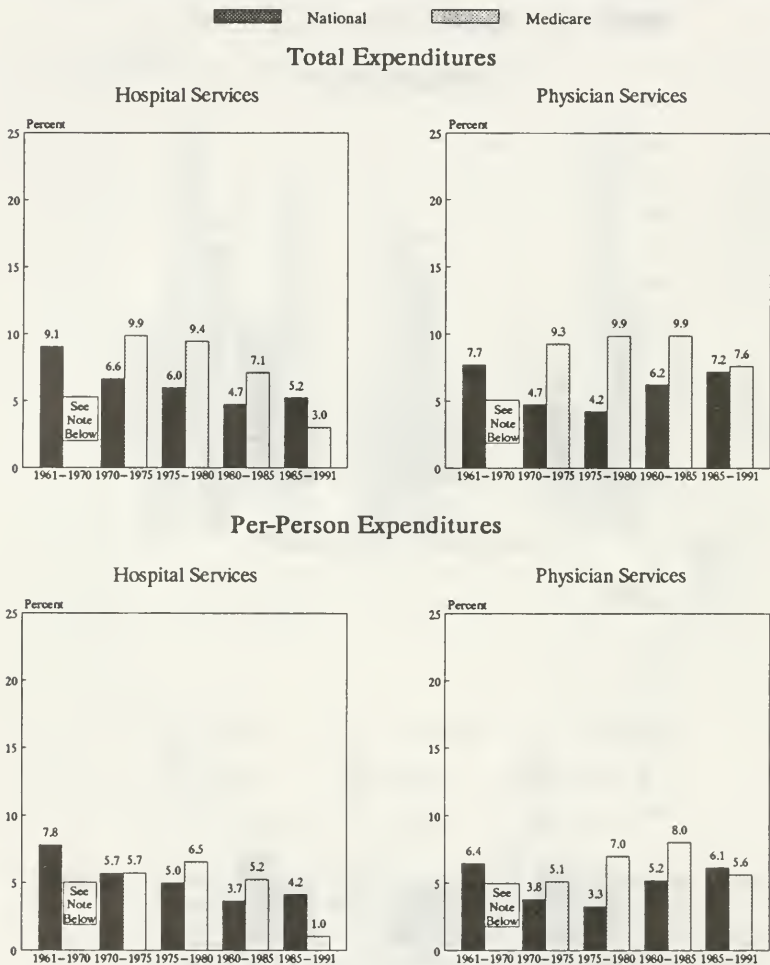 National Medicare
Total Expenditures
Hospital Services
Percent
25
20
15
10
5
0
9.1
See
Note
Below
6.6
9.9
6.0
9.4
4.7
7.1
5.2
3.0
1961-1970 1970-1975 1975-1980 1980-1985 1985-1991
Physician Services
Percent
25
20
15
10
5
0
7.7
See
Note
Below
4.7
9.3
4.2
9.9
6.2
9.9
7.2
7.6
1961-1970 1970-1975 1975-1980 1980-1985 1985-1991
Per-Person Expenditures
Hospital Services
Percent
25
20
15
10
5
0
7.8
See
Note
Below
5.7
5.7
5.0
6.5
3.7
5.2
4.2
1.0
1961-1970 1970-1975 1975-1980 1980-1985 1985-1991
Physician Services
Percent
25
20
15
10
5
0
6.4
See
Note
Below
3.8
5.1
3.3
7.0
5.2
8.0
6.1
5.6
1961-1970 1970-1975 1975-1980 1980-1985 1985-1991